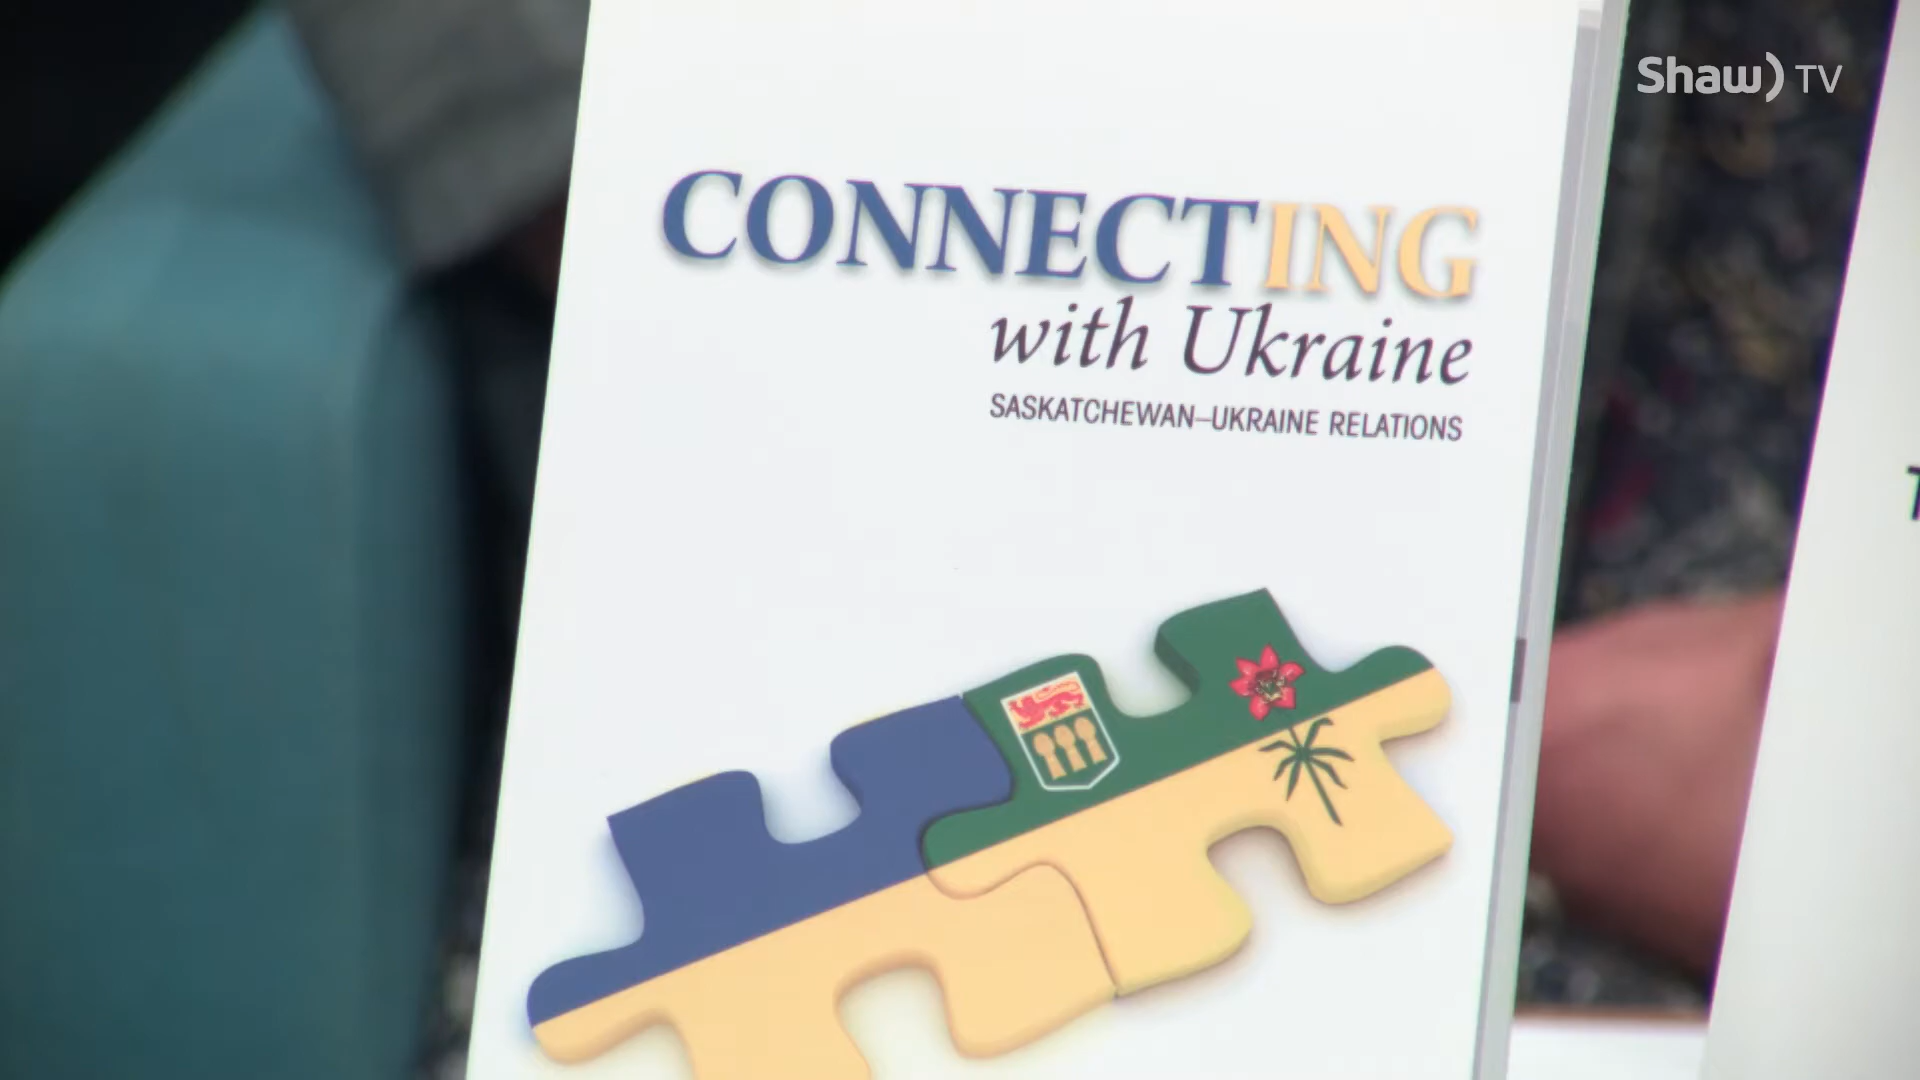 Shaw) TV
CONNECTING
with Ukraine
SASKATCHEWAN–UKRAINE RELATIONS